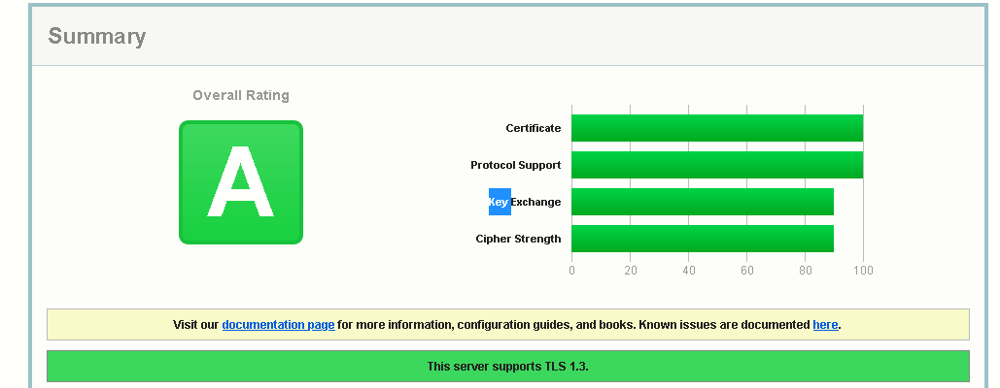 Summary
Overall Rating
A
Certificate
Protocol Support
Key Exchange
Cipher Strength
0 20 40 60 80 100
Visit our documentation page for more information, configuration guides, and books. Known issues are documented here.
This server supports TLS 1.3.